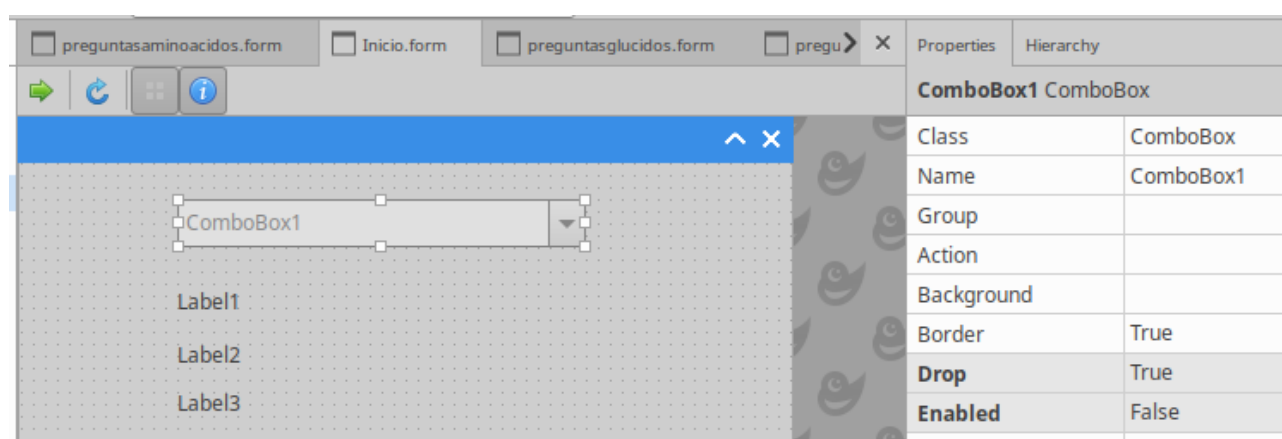 preguntasaminoacidos.form Inicio.form preguntasglucidos.form pregu
Properties Hierarchy
ComboBox1 ComboBox
Class ComboBox
Name ComboBox1
Group
Action
Background
Border True
Drop True
Enabled False
ComboBox1
Label1
Label2
Label3